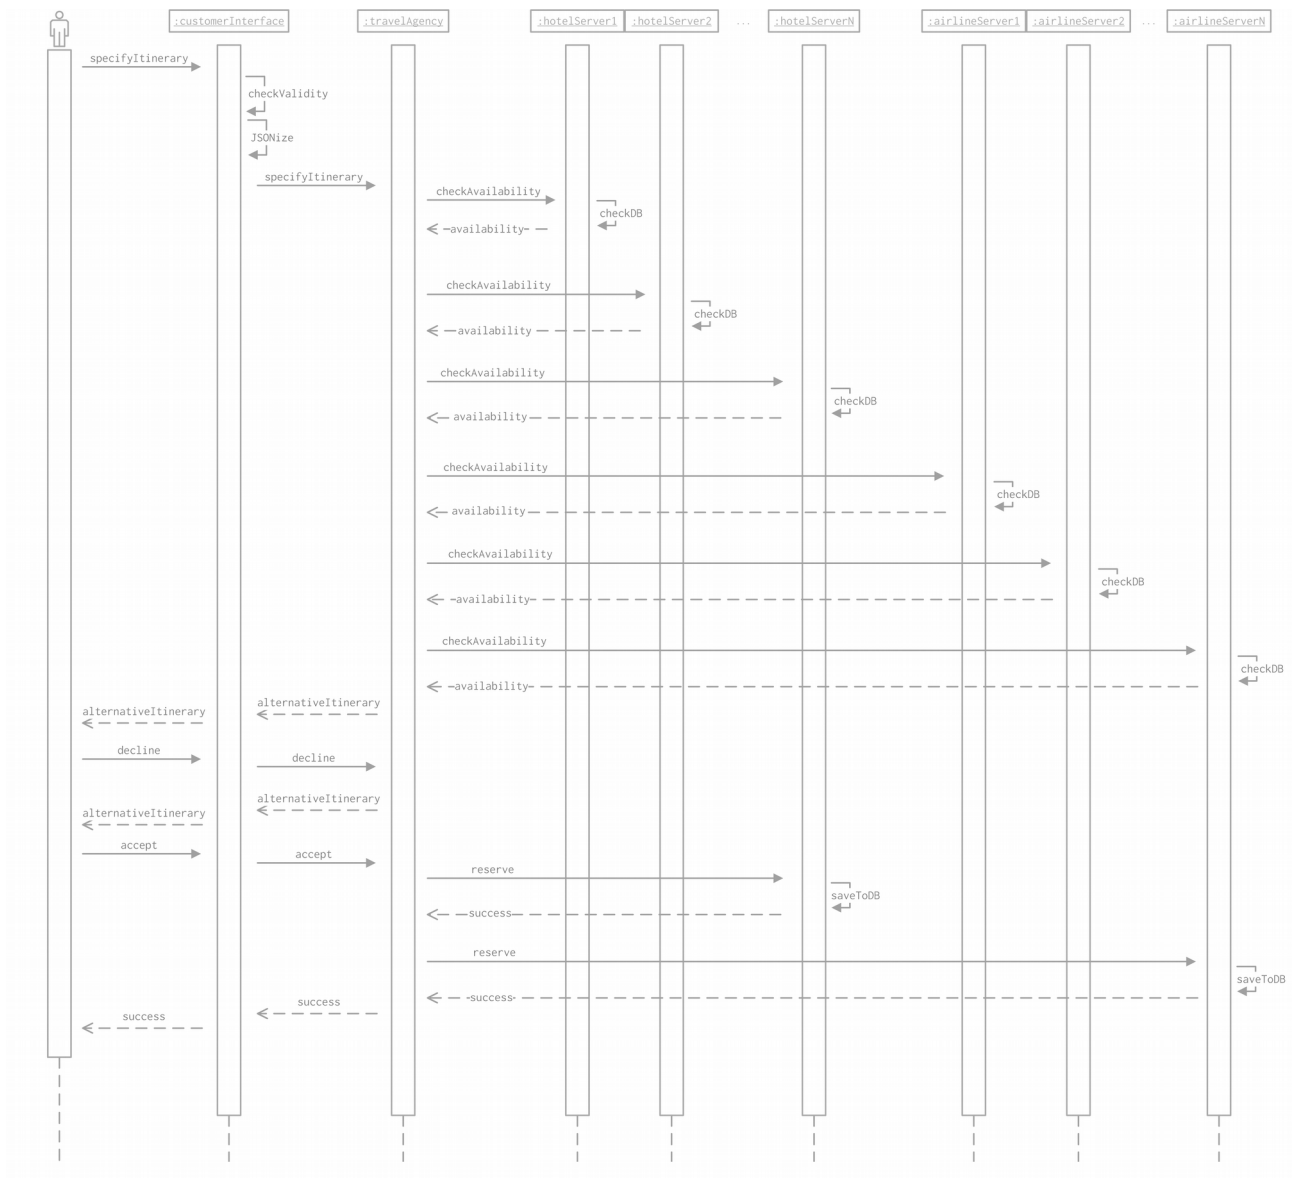 :customerInterface
:travelAgency
:hotelServer1
:hotelServer2
...
:hotelServerN
:airlineServer1
:airlineServer2
...
:airlineServerN
specifyItinerary
checkValidity
JSONize
specifyItinerary
checkAvailability
checkDB
availability
checkAvailability
checkDB
availability
checkAvailability
checkDB
availability
checkAvailability
checkDB
availability
checkAvailability
checkDB
availability
checkAvailability
checkDB
availability
alternativeItinerary
alternativeItinerary
decline
decline
alternativeItinerary
alternativeItinerary
accept
accept
reserve
saveToDB
success
reserve
saveToDB
success
success
success